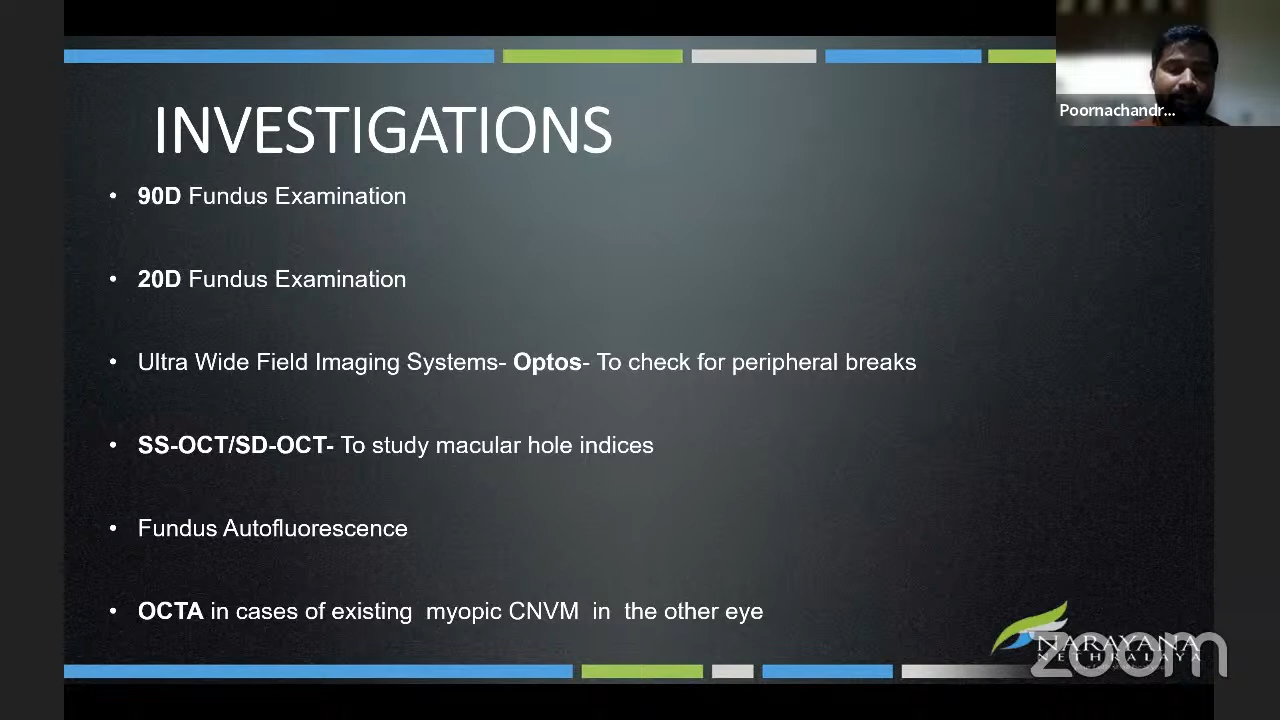 Poornachandr...
INVESTIGATIONS
• 90D Fundus Examination
• 20D Fundus Examination
• Ultra Wide Field Imaging Systems- Optos- To check for peripheral breaks
• SS-OCT/SD-OCT- To study macular hole indices
• Fundus Autofluorescence
• OCTA in cases of existing myopic CNVM in the other eye
NARAYANA
NETHRALAYA
zoom